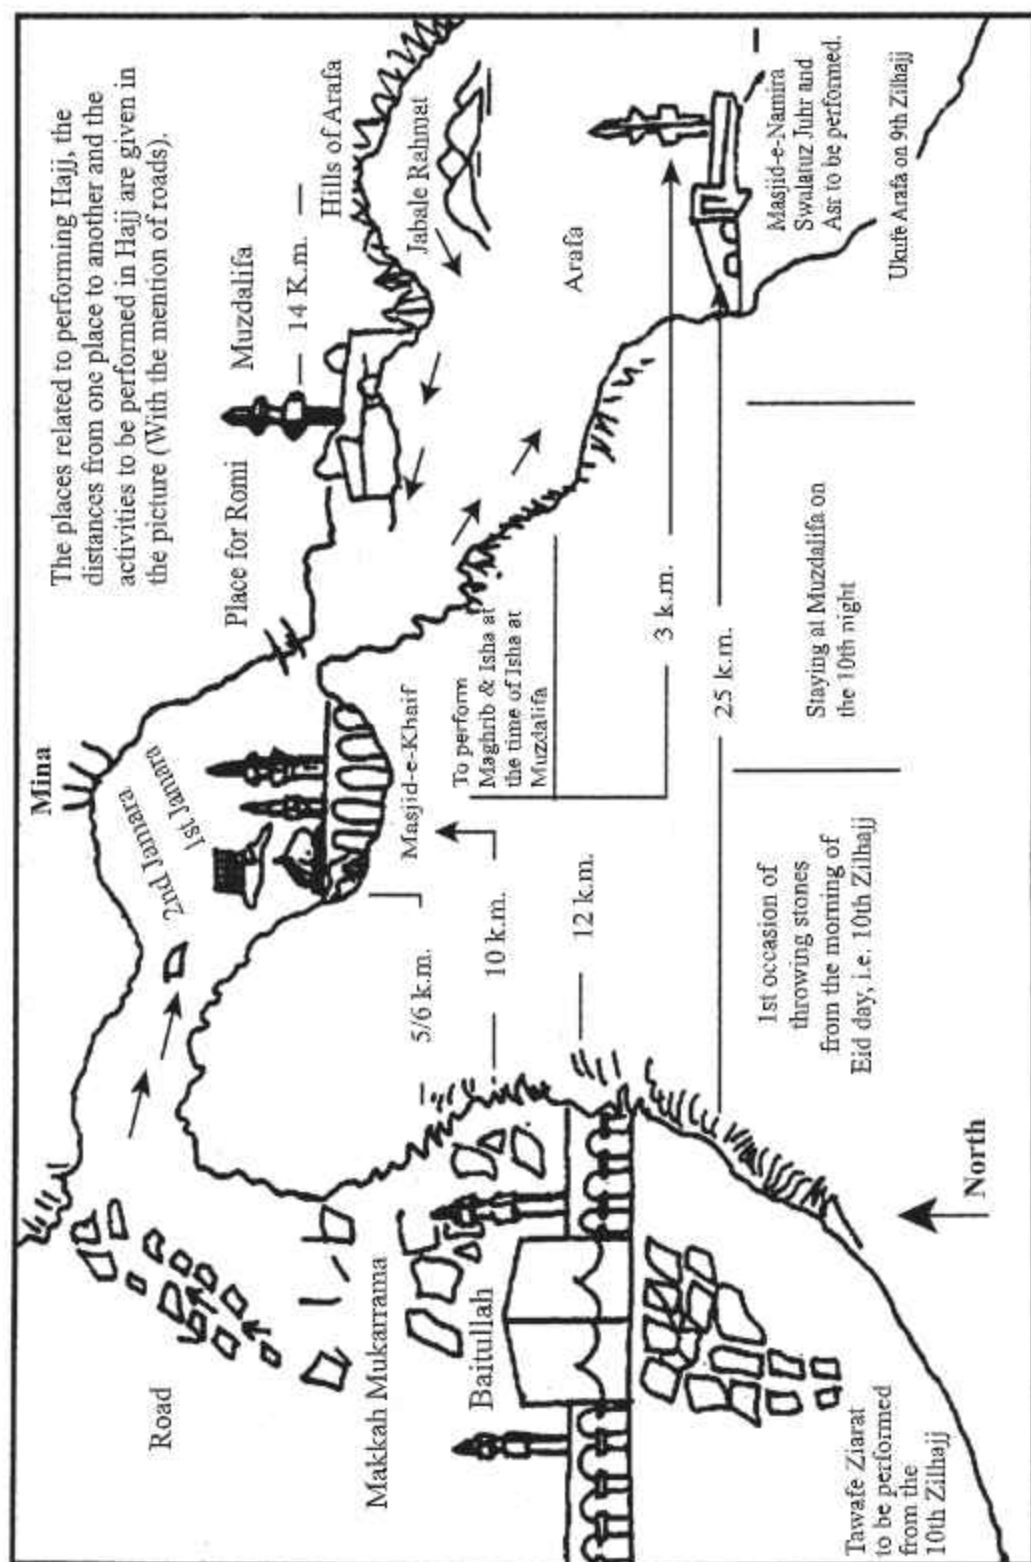 The places related to performing Hajj, the
distances from one place to another and the
activities to be performed in Hajj are given in
the picture (With the mention of roads).
Mina
2nd Jamara
1st Jamara
Place for Romi
Muzdalifa
14 K.m.
Hills of Arafa
Jabale Rahmat
Road
Makkah Mukarrama
Baitullah
Masjid-e-Khaif
5/6 k.m.
10 k.m.
12 k.m.
To perform
Maghrib & Isha at
the time of Isha at
Muzdalifa
Arafa
3 k.m.
25 k.m.
Masjid-e-Namira
Swalatuz Juhr and
Asr to be performed.
Ukufe Arafa on 9th Zilhajj
Staying at Muzdalifa on
the 10th night
1st occasion of
throwing stones
from the morning of
Eid day, i.e. 10th Zilhajj
North
Tawafe Ziarat
to be performed
from the
10th Zilhajj